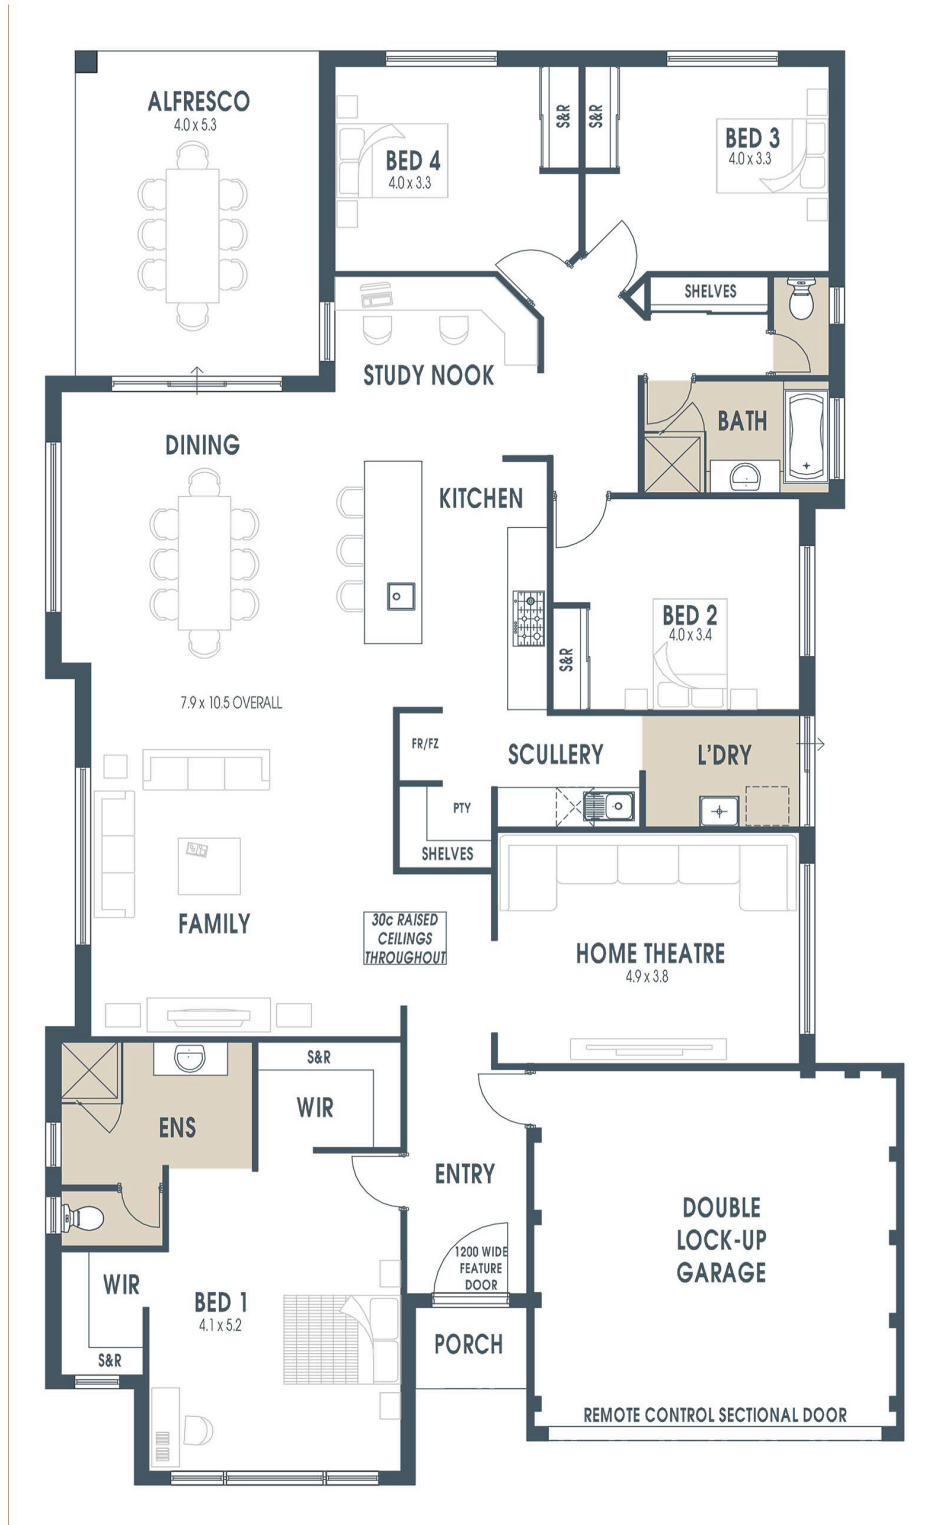 ALFRESCO
4.0 x 5.3
BED 4
4.0 x 3.3
S&R
S&R
BED 3
4.0 x 3.3
SHELVES
STUDY NOOK
DINING
BATH
KITCHEN
BED 2
4.0 x 3.4
S&R
7.9 x 10.5 OVERALL
FR/FZ
SCULLERY
L'DRY
PTY
SHELVES
FAMILY
30c RAISED
CEILINGS
THROUGHOUT
HOME THEATRE
4.9 x 3.8
S&R
WIR
ENS
ENTRY
DOUBLE
LOCK-UP
GARAGE
1200 WIDE
FEATURE
DOOR
WIR
BED 1
4.1 x 5.2
S&R
PORCH
REMOTE CONTROL SECTIONAL DOOR